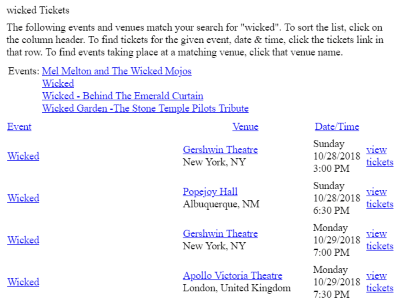 wicked Tickets
The following events and venues match your search for "wicked". To sort the list, click on
the column header. To find tickets for the given event, date & time, click the tickets link in
that row. To find events taking place at a matching venue, click that venue name.
Events: Mel Melton and The Wicked Mojos
Wicked
Wicked - Behind The Emerald Curtain
Wicked Garden -The Stone Temple Pilots Tribute
Event Venue Date/Time
Sunday
Gershwin Theatre view
Wicked 10/28/2018
New York, NY tickets
3:00 PM
Sunday
Popejoy Hall view
Wicked 10/28/2018
Albuquerque, NM tickets
6:30 PM
Monday
Gershwin Theatre view
Wicked 10/29/2018
New York, NY tickets
7:00 PM
Monday
Apollo Victoria Theatre view
Wicked 10/29/2018
London, United Kingdom tickets
7:30 PM